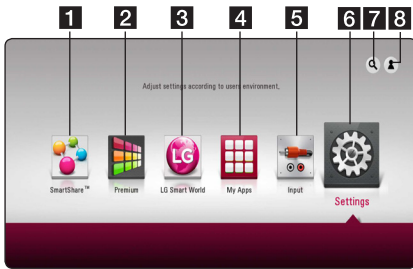 1 2 3 4 5 6 7 8
Adjust settings according to users environment.
LG
SmartShare™ Premium LG Smart World My Apps Input
Settings